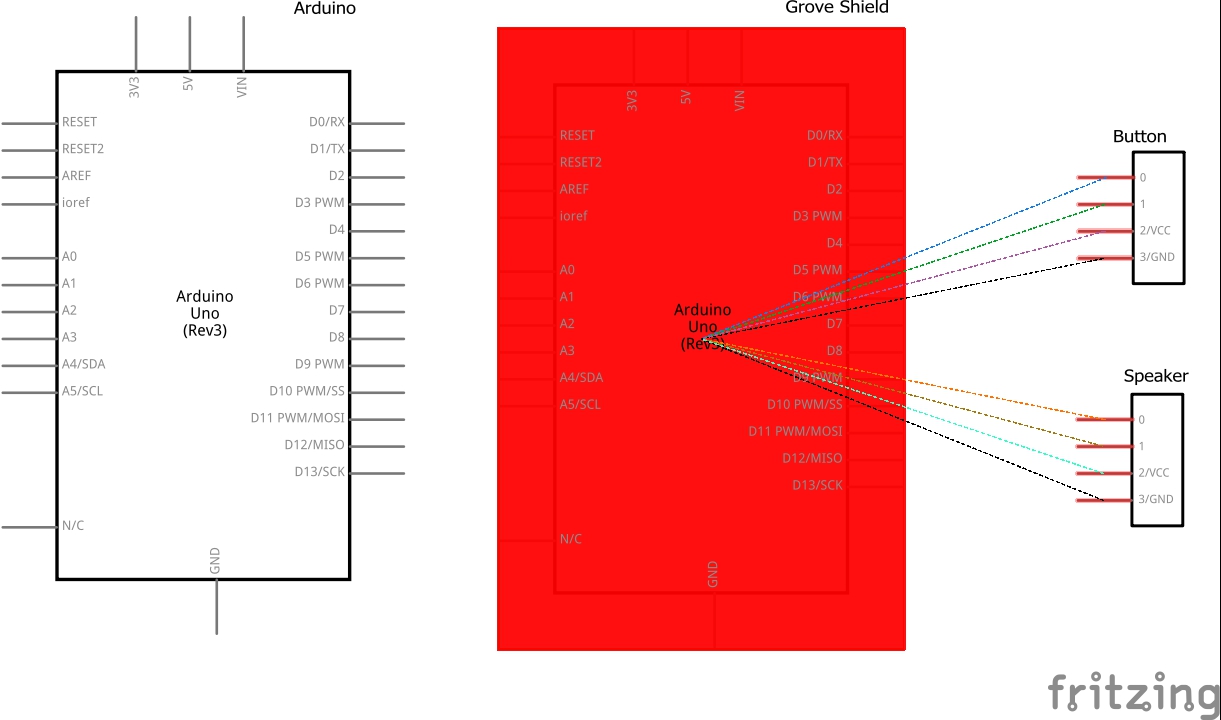 Arduino
3V3
5V
VIN
RESET
RESET2
AREF
ioref
A0
A1
A2
A3
A4/SDA
A5/SCL
N/C
Arduino
Uno
(Rev3)
D0/RX
D1/TX
D2
D3 PWM
D4
D5 PWM
D6 PWM
D7
D8
D9 PWM
D10 PWM/SS
D11 PWM/MOSI
D12/MISO
D13/SCK
GND
Grove Shield
3V3
5V
VIN
RESET
RESET2
AREF
ioref
A0
A1
A2
A3
A4/SDA
A5/SCL
N/C
Arduino
Uno
(Rev3)
D0/RX
D1/TX
D2
D3 PWM
D4
D5 PWM
D6 PWM
D7
D8
D9 PWM
D10 PWM/SS
D11 PWM/MOSI
D12/MISO
D13/SCK
GND
Button
0
1
2/VCC
3/GND
Speaker
0
1
2/VCC
3/GND
fritzing